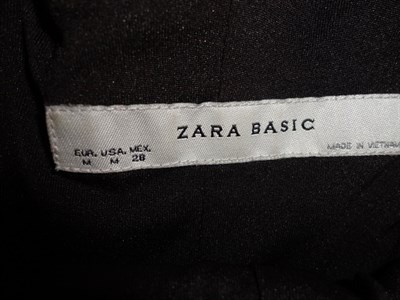 ZARA BASIC
EUR. USA. MEX.
M M 28
MADE IN VIETNAM